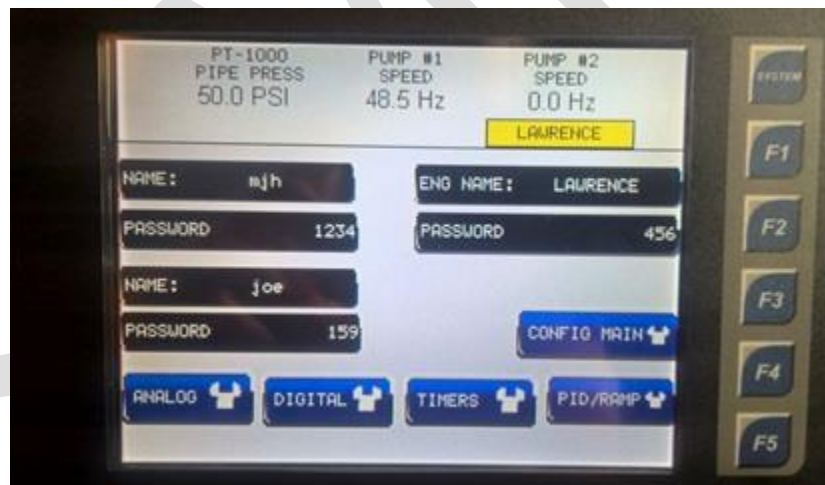 PT-1000 PUMP #1 PUMP #2
PIPE PRESS SPEED SPEED
50.0 PSI 48.5 Hz 0.0 Hz
LAWRENCE
NAME: mjh ENG NAME: LAWRENCE
PASSWORD 1234 PASSWORD 456
NAME: joe
PASSWORD 159 CONFIG MAIN
ANALOG DIGITAL TIMERS PID/RAMP
SYSTEM
F1
F2
F3
F4
F5